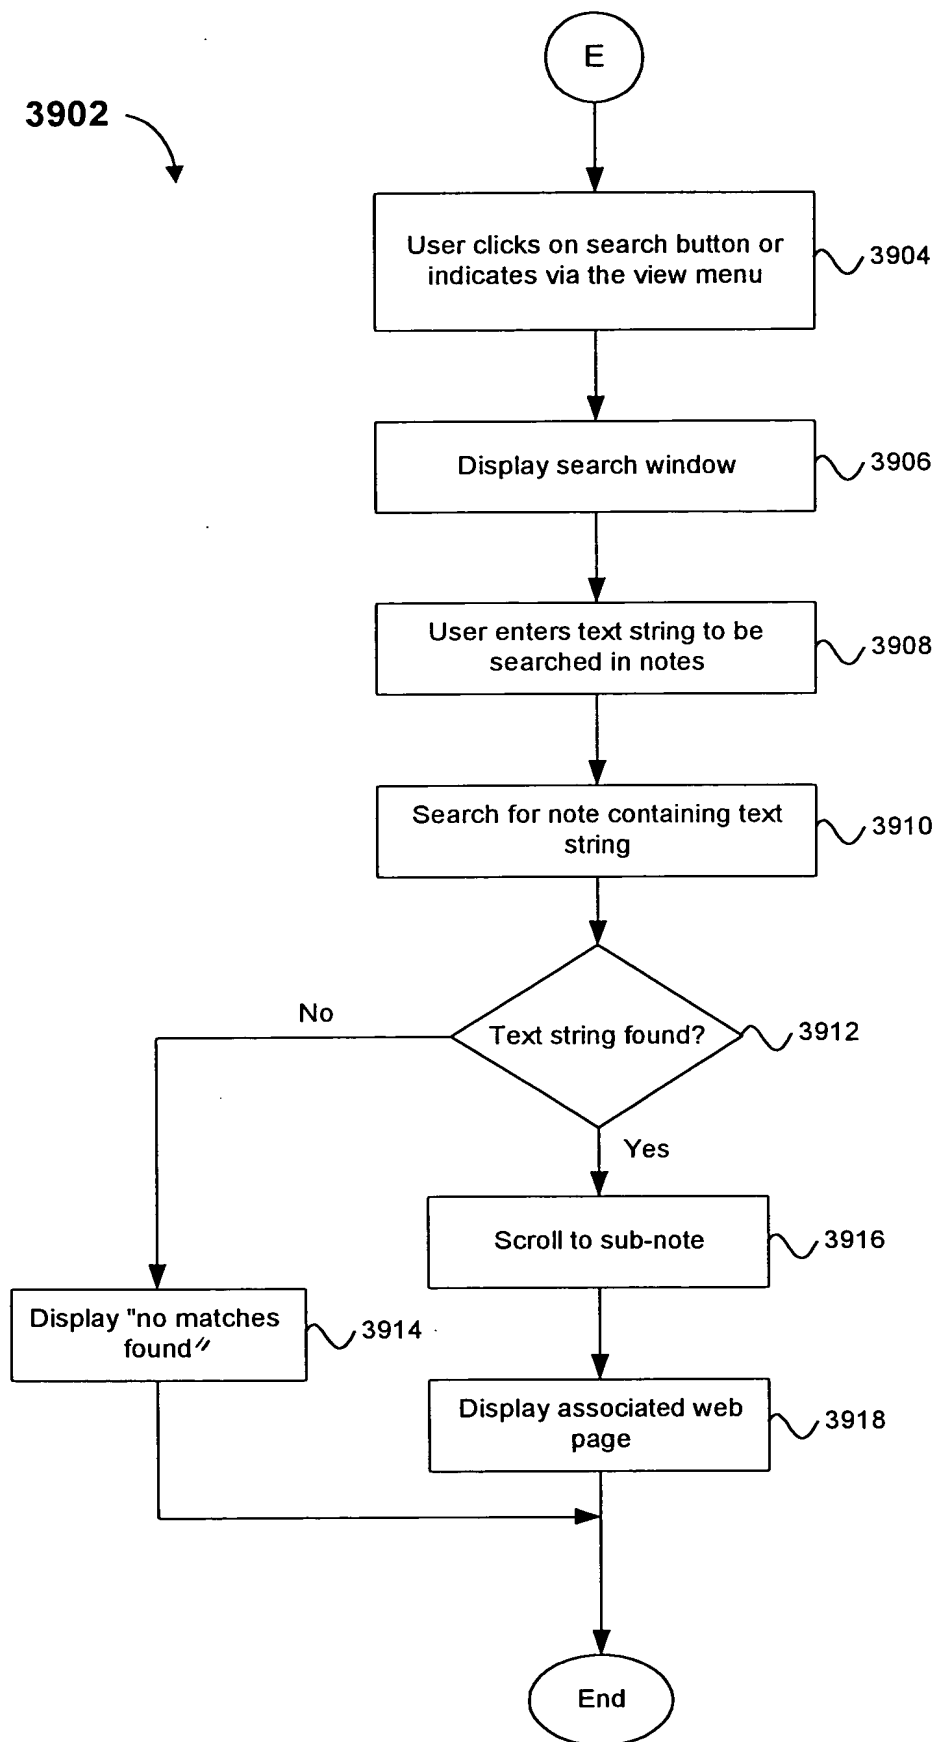 E
3902
User clicks on search button or
indicates via the view menu
3904
Display search window
3906
User enters text string to be
searched in notes
3908
Search for note containing text
string
3910
No
Text string found?
3912
Yes
Scroll to sub-note
3916
Display "no matches
found"
3914
Display associated web
page
3918
End